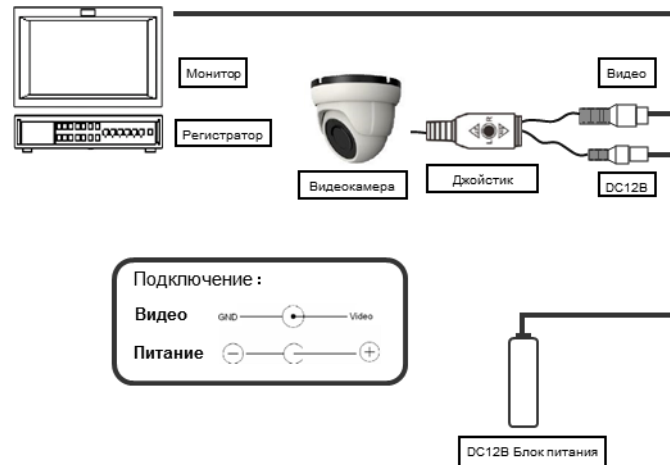 Монитор
Видео
Регистратор
Видеокамера
Джойстик
DC12В
Подключение :
Видео GND Video
Питание
DC12В Блок питания